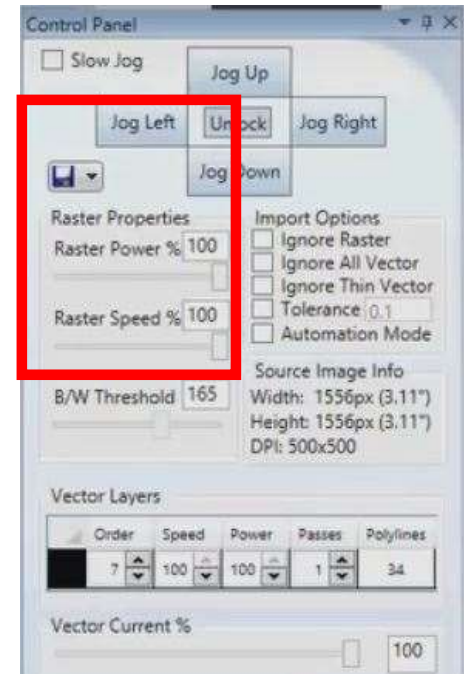 Control Panel
Slow Jog
Jog Up
Jog Left
Unlock
Jog Right
Jog Down
Raster Properties
Raster Power % 100
Raster Speed % 100
B/W Threshold 165
Import Options
Ignore Raster
Ignore All Vector
Ignore Thin Vector
Tolerance 0.1
Automation Mode
Source Image Info
Width: 1556px (3.11")
Height: 1556px (3.11")
DPI: 500x500
Vector Layers
Order Speed Power Passes Polylines
7 100 100 1 34
Vector Current %
100